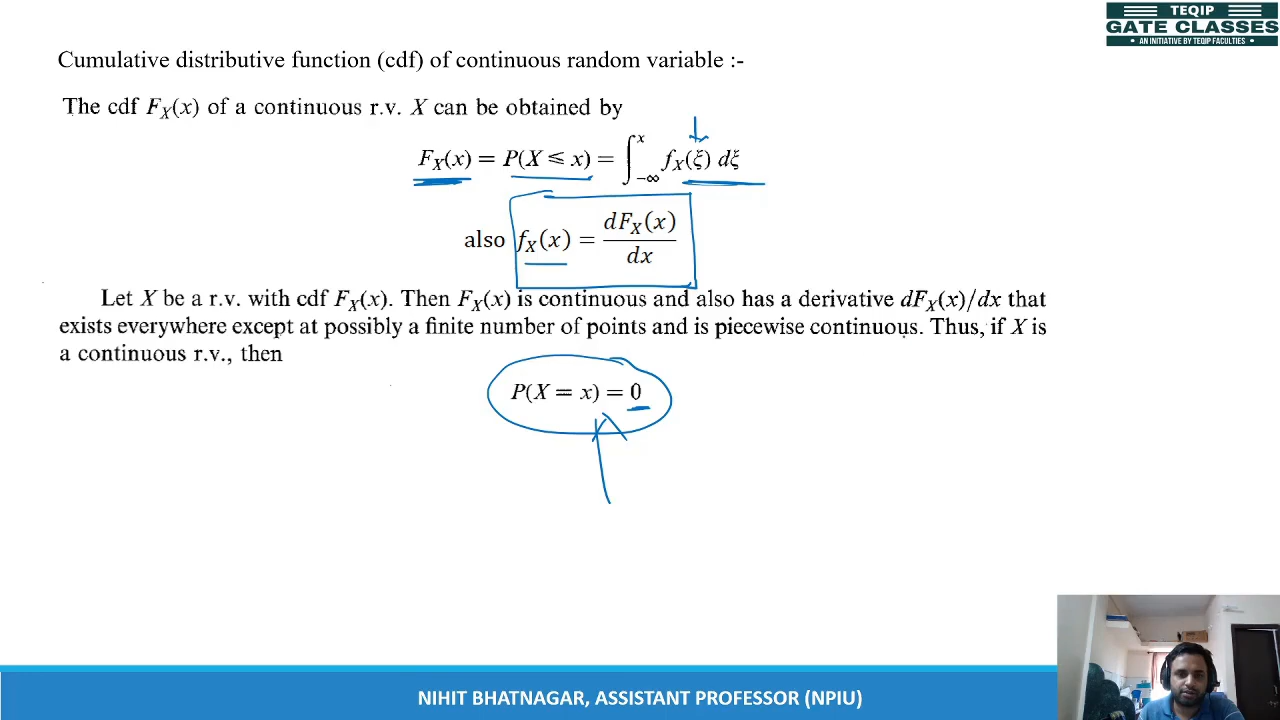 TEQIP
GATE CLASSES
• AN INITIATIVE BY TEQIP FACULTIES •
Cumulative distributive function (cdf) of continuous random variable :-
The cdf F_X(x) of a continuous r.v. X can be obtained by
F_X(x) = P(X ≤ x) = ∫_{-∞}^{x} f_X(ξ) dξ
also f_X(x) = dF_X(x)/dx
Let X be a r.v. with cdf F_X(x). Then F_X(x) is continuous and also has a derivative dF_X(x)/dx that
exists everywhere except at possibly a finite number of points and is piecewise continuous. Thus, if X is
a continuous r.v., then
P(X = x) = 0
NIHIT BHATNAGAR, ASSISTANT PROFESSOR (NPIU)